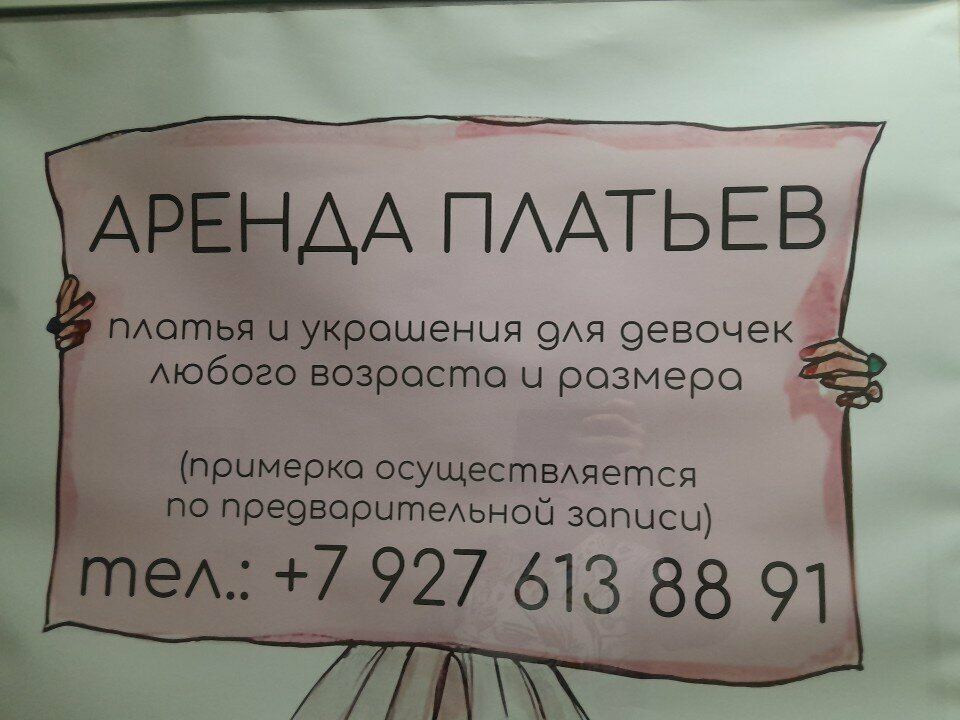 АРЕНДА ПЛАТЬЕВ
платья и украшения для девочек
любого возраста и размера
(примерка осуществляется
по предварительной записи)
тел.: +7 927 613 88 91